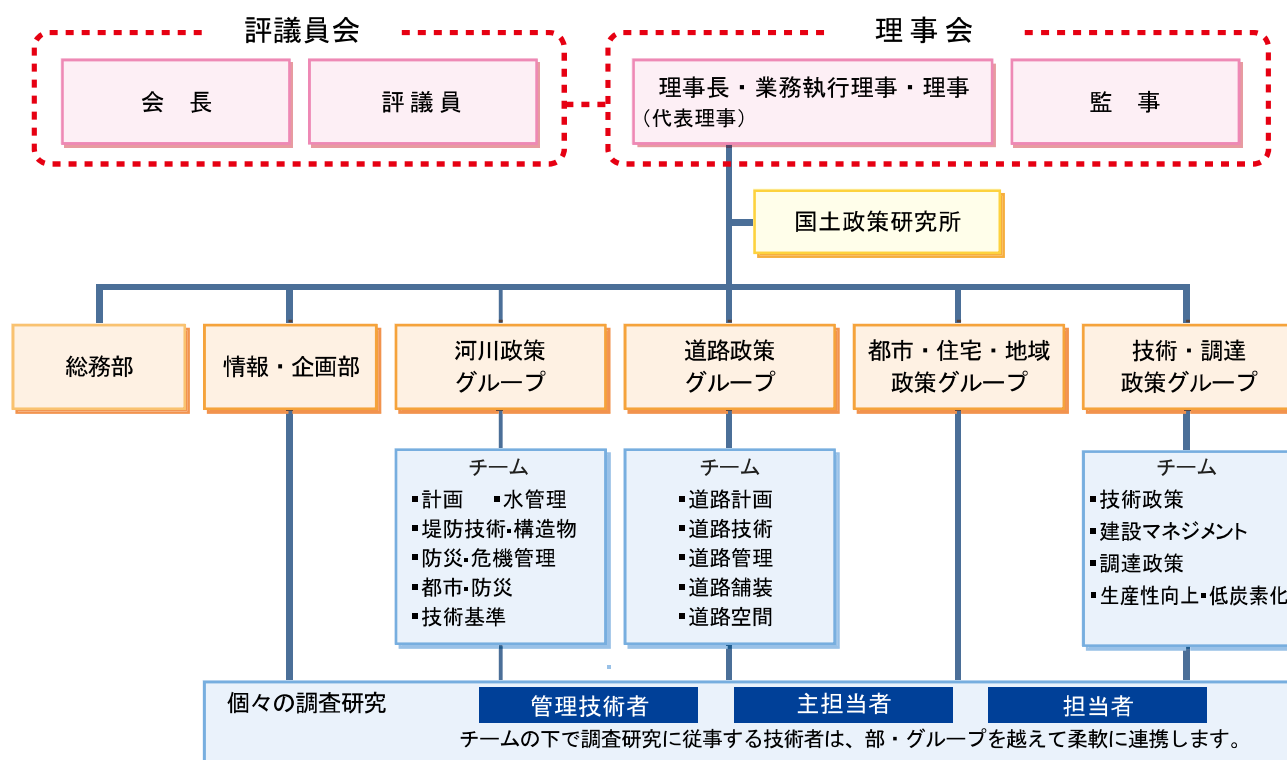 評議員会
会　長
評議員
理事会
理事長・業務執行理事・理事
（代表理事）
監　事
国土政策研究所
総務部
情報・企画部
河川政策
グループ
道路政策
グループ
都市・住宅・地域
政策グループ
技術・調達
政策グループ
チーム
▪計画　▪水管理
▪堤防技術▪構造物
▪防災▪危機管理
▪都市▪防災
▪技術基準
チーム
▪道路計画
▪道路技術
▪道路管理
▪道路舗装
▪道路空間
チーム
▪技術政策
▪建設マネジメント
▪調達政策
▪生産性向上▪低炭素化
個々の調査研究
管理技術者
主担当者
担当者
チームの下で調査研究に従事する技術者は、部・グループを越えて柔軟に連携します。